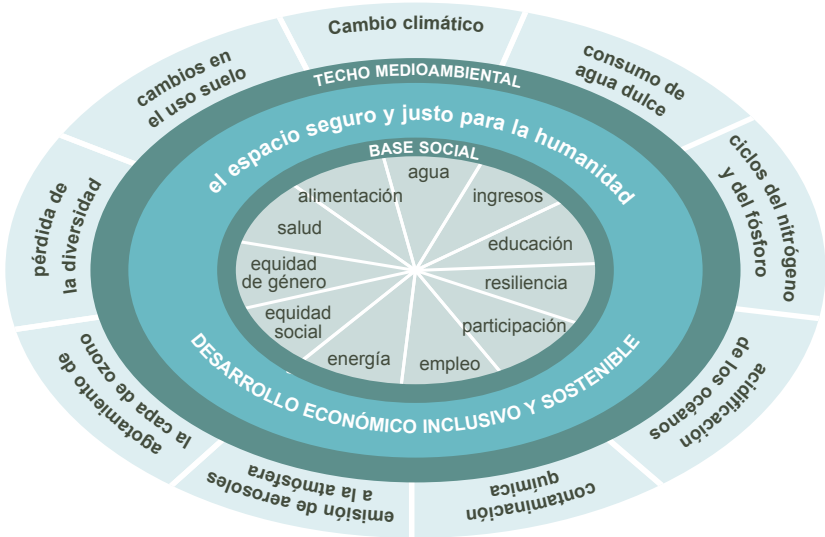 Cambio climático
consumo de
agua dulce
ciclos del nitrógeno
y del fósforo
acidificación
de los océanos
contaminación
química
emisión de aerosoles
a la atmósfera
agotamiento de
la capa de ozono
pérdida de
la diversidad
cambios en
el uso suelo
TECHO MEDIOAMBIENTAL
el espacio seguro y justo para la humanidad
BASE SOCIAL
agua
ingresos
educación
resiliencia
participación
empleo
energía
equidad
social
equidad
de género
salud
alimentación
DESARROLLO ECONÓMICO INCLUSIVO Y SOSTENIBLE